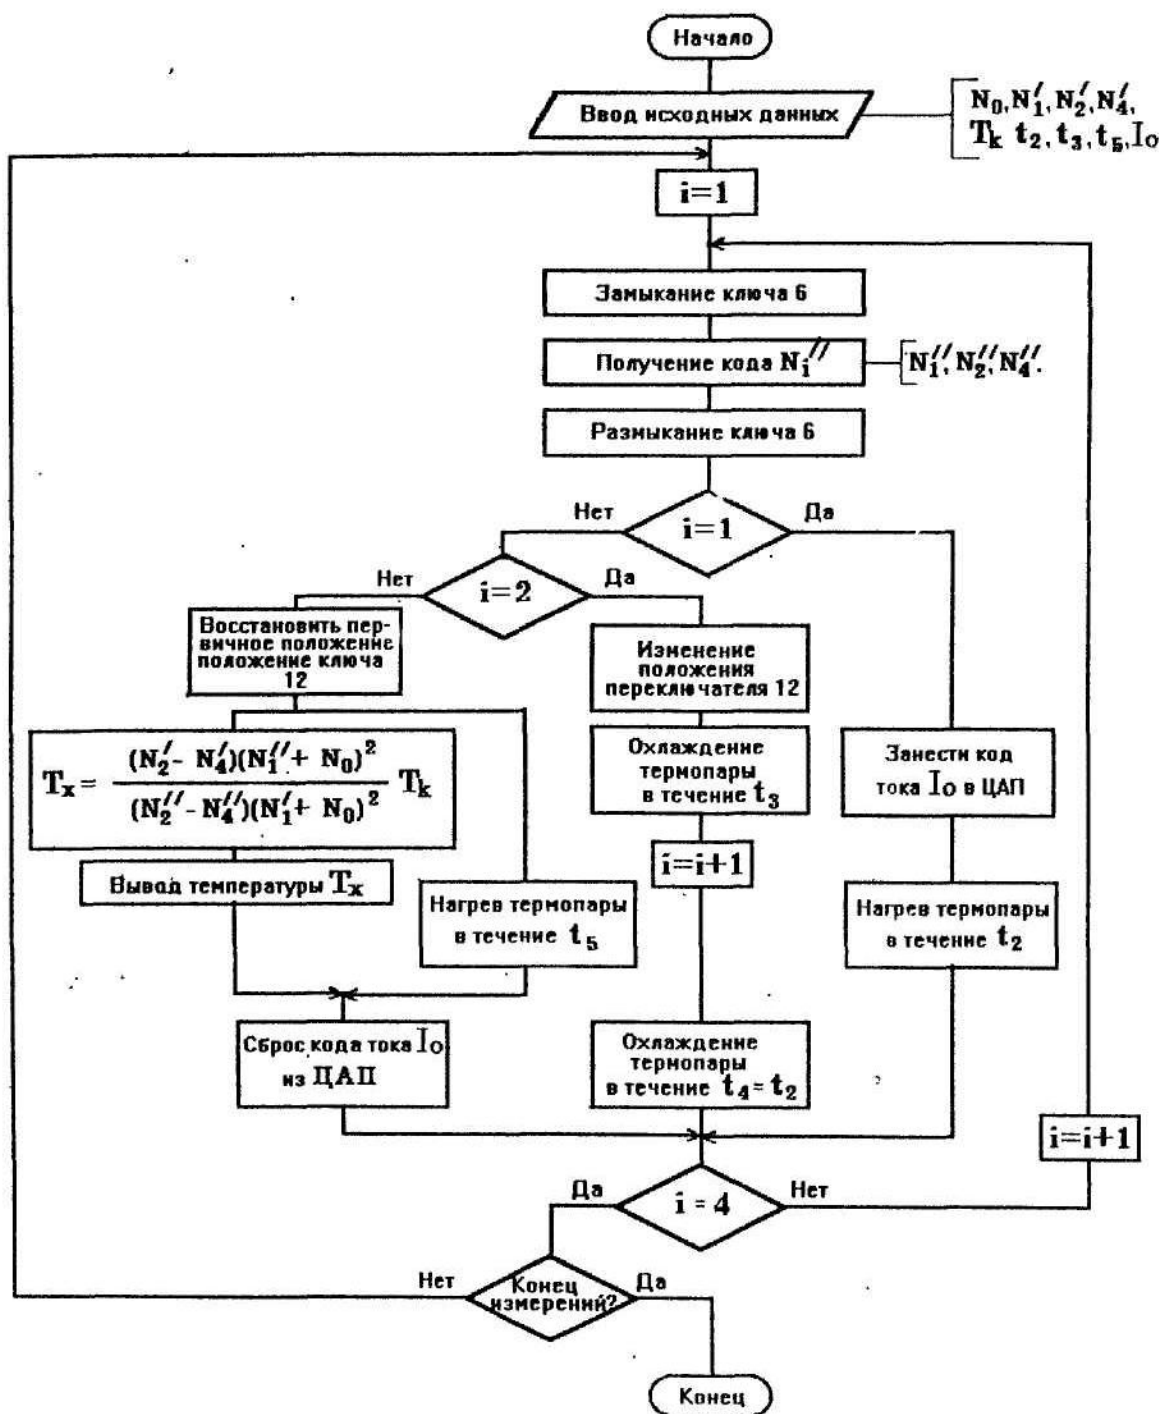 Начало
Ввод исходных данных
N₀, N₁′, N₂′, N₄′,
Tₖ t₂, t₃, t₅, I₀
i=1
Замыкание ключа 6
Получение кода Nᵢ″
N₁″, N₂″, N₄″.
Размыкание ключа 6
Нет
i=1
Да
Нет
i=2
Да
Восстановить пер-
вичное положение
положение ключа
12
Изменение
положения
переключателя 12
Tₓ = (N₂′ - N₄′)(N₁″ + N₀)² / (N₂″ - N₄″)(N₁′ + N₀)² Tₖ
Охлаждение
термопары
в течение t₃
Занести код
тока I₀ в ЦАП
i=i+1
Вывод температуры Tₓ
Нагрев термопары
в течение t₅
Нагрев термопары
в течение t₂
Сброс кода тока I₀
из ЦАП
Охлаждение
термопары
в течение t₄ = t₂
i=i+1
Да
i = 4
Нет
Нет
Конец
измерений?
Да
Конец